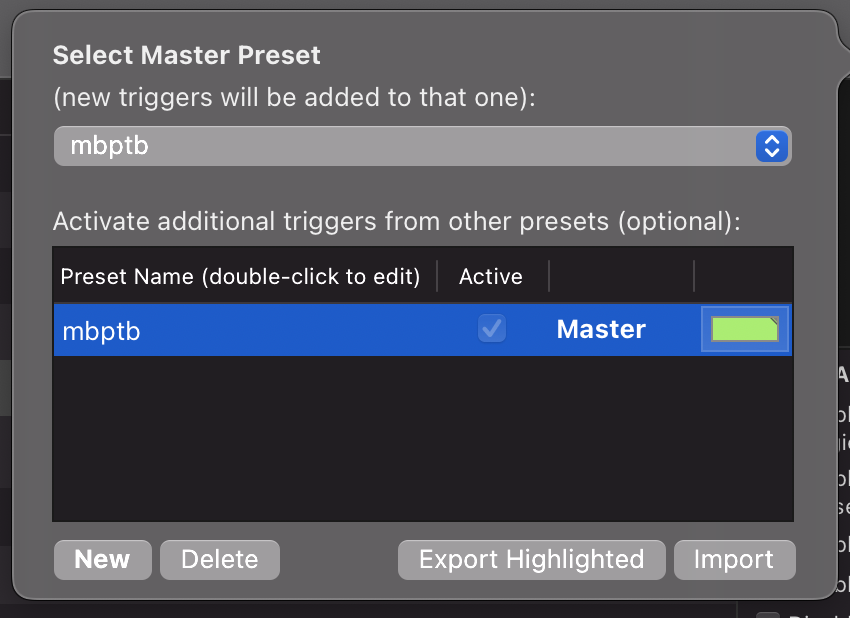 Select Master Preset
(new triggers will be added to that one):
mbptb
Activate additional triggers from other presets (optional):
Preset Name (double-click to edit) Active
mbptb Master
New Delete Export Highlighted Import